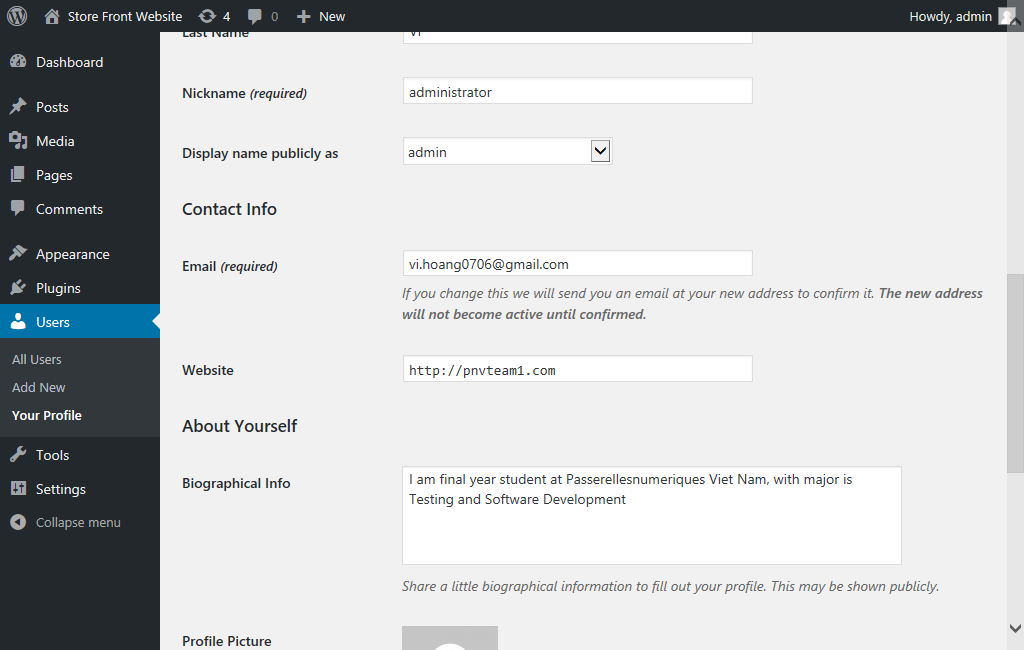 Store Front Website 4 0 New Howdy, admin
Dashboard
Posts
Media
Pages
Comments
Appearance
Plugins
Users
All Users
Add New
Your Profile
Tools
Settings
Collapse menu
Last Name Vi
Nickname (required) administrator
Display name publicly as admin
Contact Info
Email (required) vi.hoang0706@gmail.com
If you change this we will send you an email at your new address to confirm it. The new address
will not become active until confirmed.
Website http://pnvteam1.com
About Yourself
Biographical Info I am final year student at Passerellesnumeriques Viet Nam, with major is
Testing and Software Development
Share a little biographical information to fill out your profile. This may be shown publicly.
Profile Picture